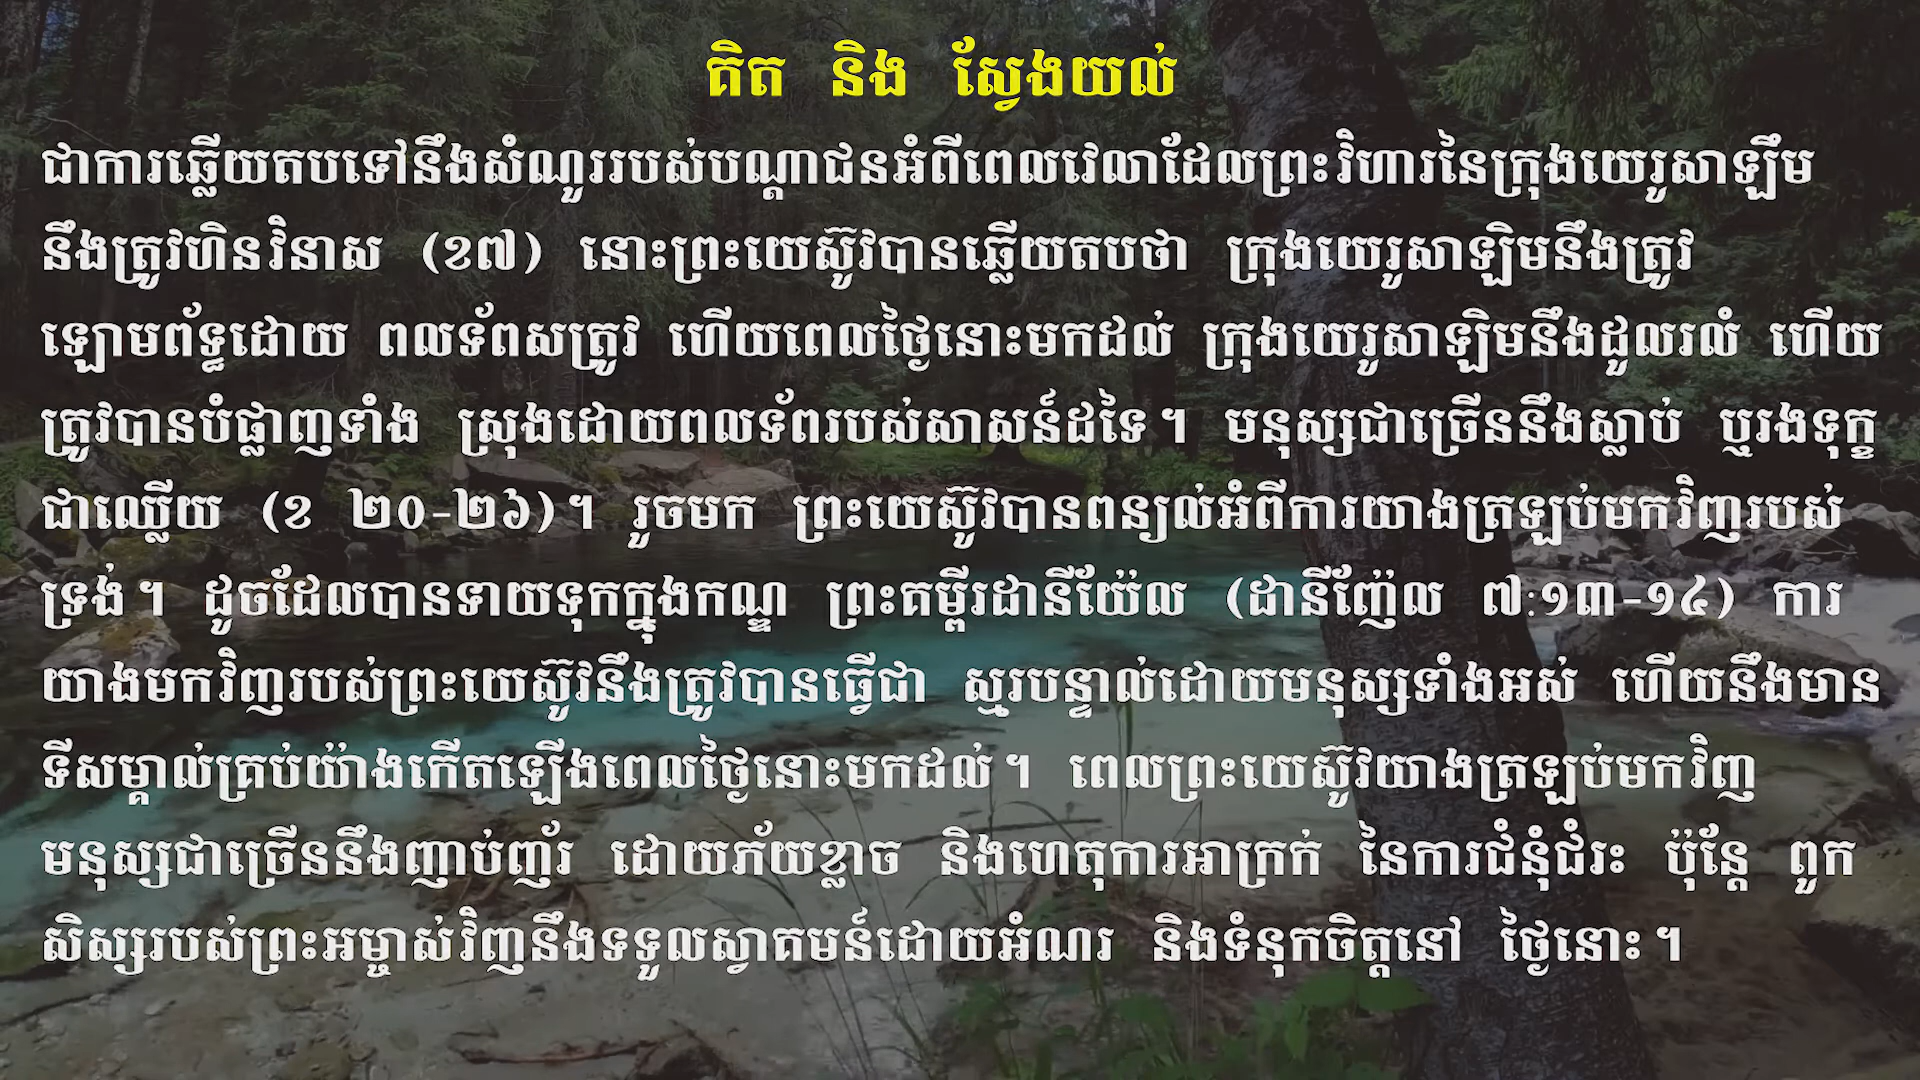 គិត និង ស្វែងយល់
ជាការឆ្លើយតបទៅនឹងសំណួររបស់បណ្ដាជនអំពីពេលវេលាដែលព្រះវិហារនៃក្រុងយេរូសាឡឹម
នឹងត្រូវហិនវិនាស (ខ៧) នោះព្រះយេស៊ូវបានឆ្លើយតបថា ក្រុងយេរូសាឡិមនឹងត្រូវ
ឡោមព័ទ្ធដោយ ពលទ័ពសត្រូវ ហើយពេលថ្ងៃនោះមកដល់ ក្រុងយេរូសាឡិមនឹងដួលរលំ ហើយ
ត្រូវបានបំផ្លាញទាំង ស្រុងដោយពលទ័ពរបស់សាសន៍ដទៃ។ មនុស្សជាច្រើននឹងស្លាប់ ឬរងទុក្ខ
ជាឈ្លើយ (ខ ២០-២៦)។ រួចមក ព្រះយេស៊ូវបានពន្យល់អំពីការយាងត្រឡប់មកវិញរបស់
ទ្រង់។ ដូចដែលបានទាយទុកក្នុងកណ្ឌ ព្រះគម្ពីរដានីយ៉ែល (ដានីញ៉ែល ៧:១៣-១៤) ការ
យាងមកវិញរបស់ព្រះយេស៊ូវនឹងត្រូវបានធ្វើជា ស្មរបន្ទាល់ដោយមនុស្សទាំងអស់ ហើយនឹងមាន
ទីសម្គាល់គ្រប់យ៉ាងកើតឡើងពេលថ្ងៃនោះមកដល់។ ពេលព្រះយេស៊ូវយាងត្រឡប់មកវិញ
មនុស្សជាច្រើននឹងញាប់ញ័រ ដោយភ័យខ្លាច និងហេតុការអាក្រក់ នៃការជំនុំជំរះ ប៉ុន្តែ ពួក
សិស្សរបស់ព្រះអម្ចាស់វិញនឹងទទួលស្វាគមន៍ដោយអំណរ និងទំនុកចិត្តនៅ ថ្ងៃនោះ។